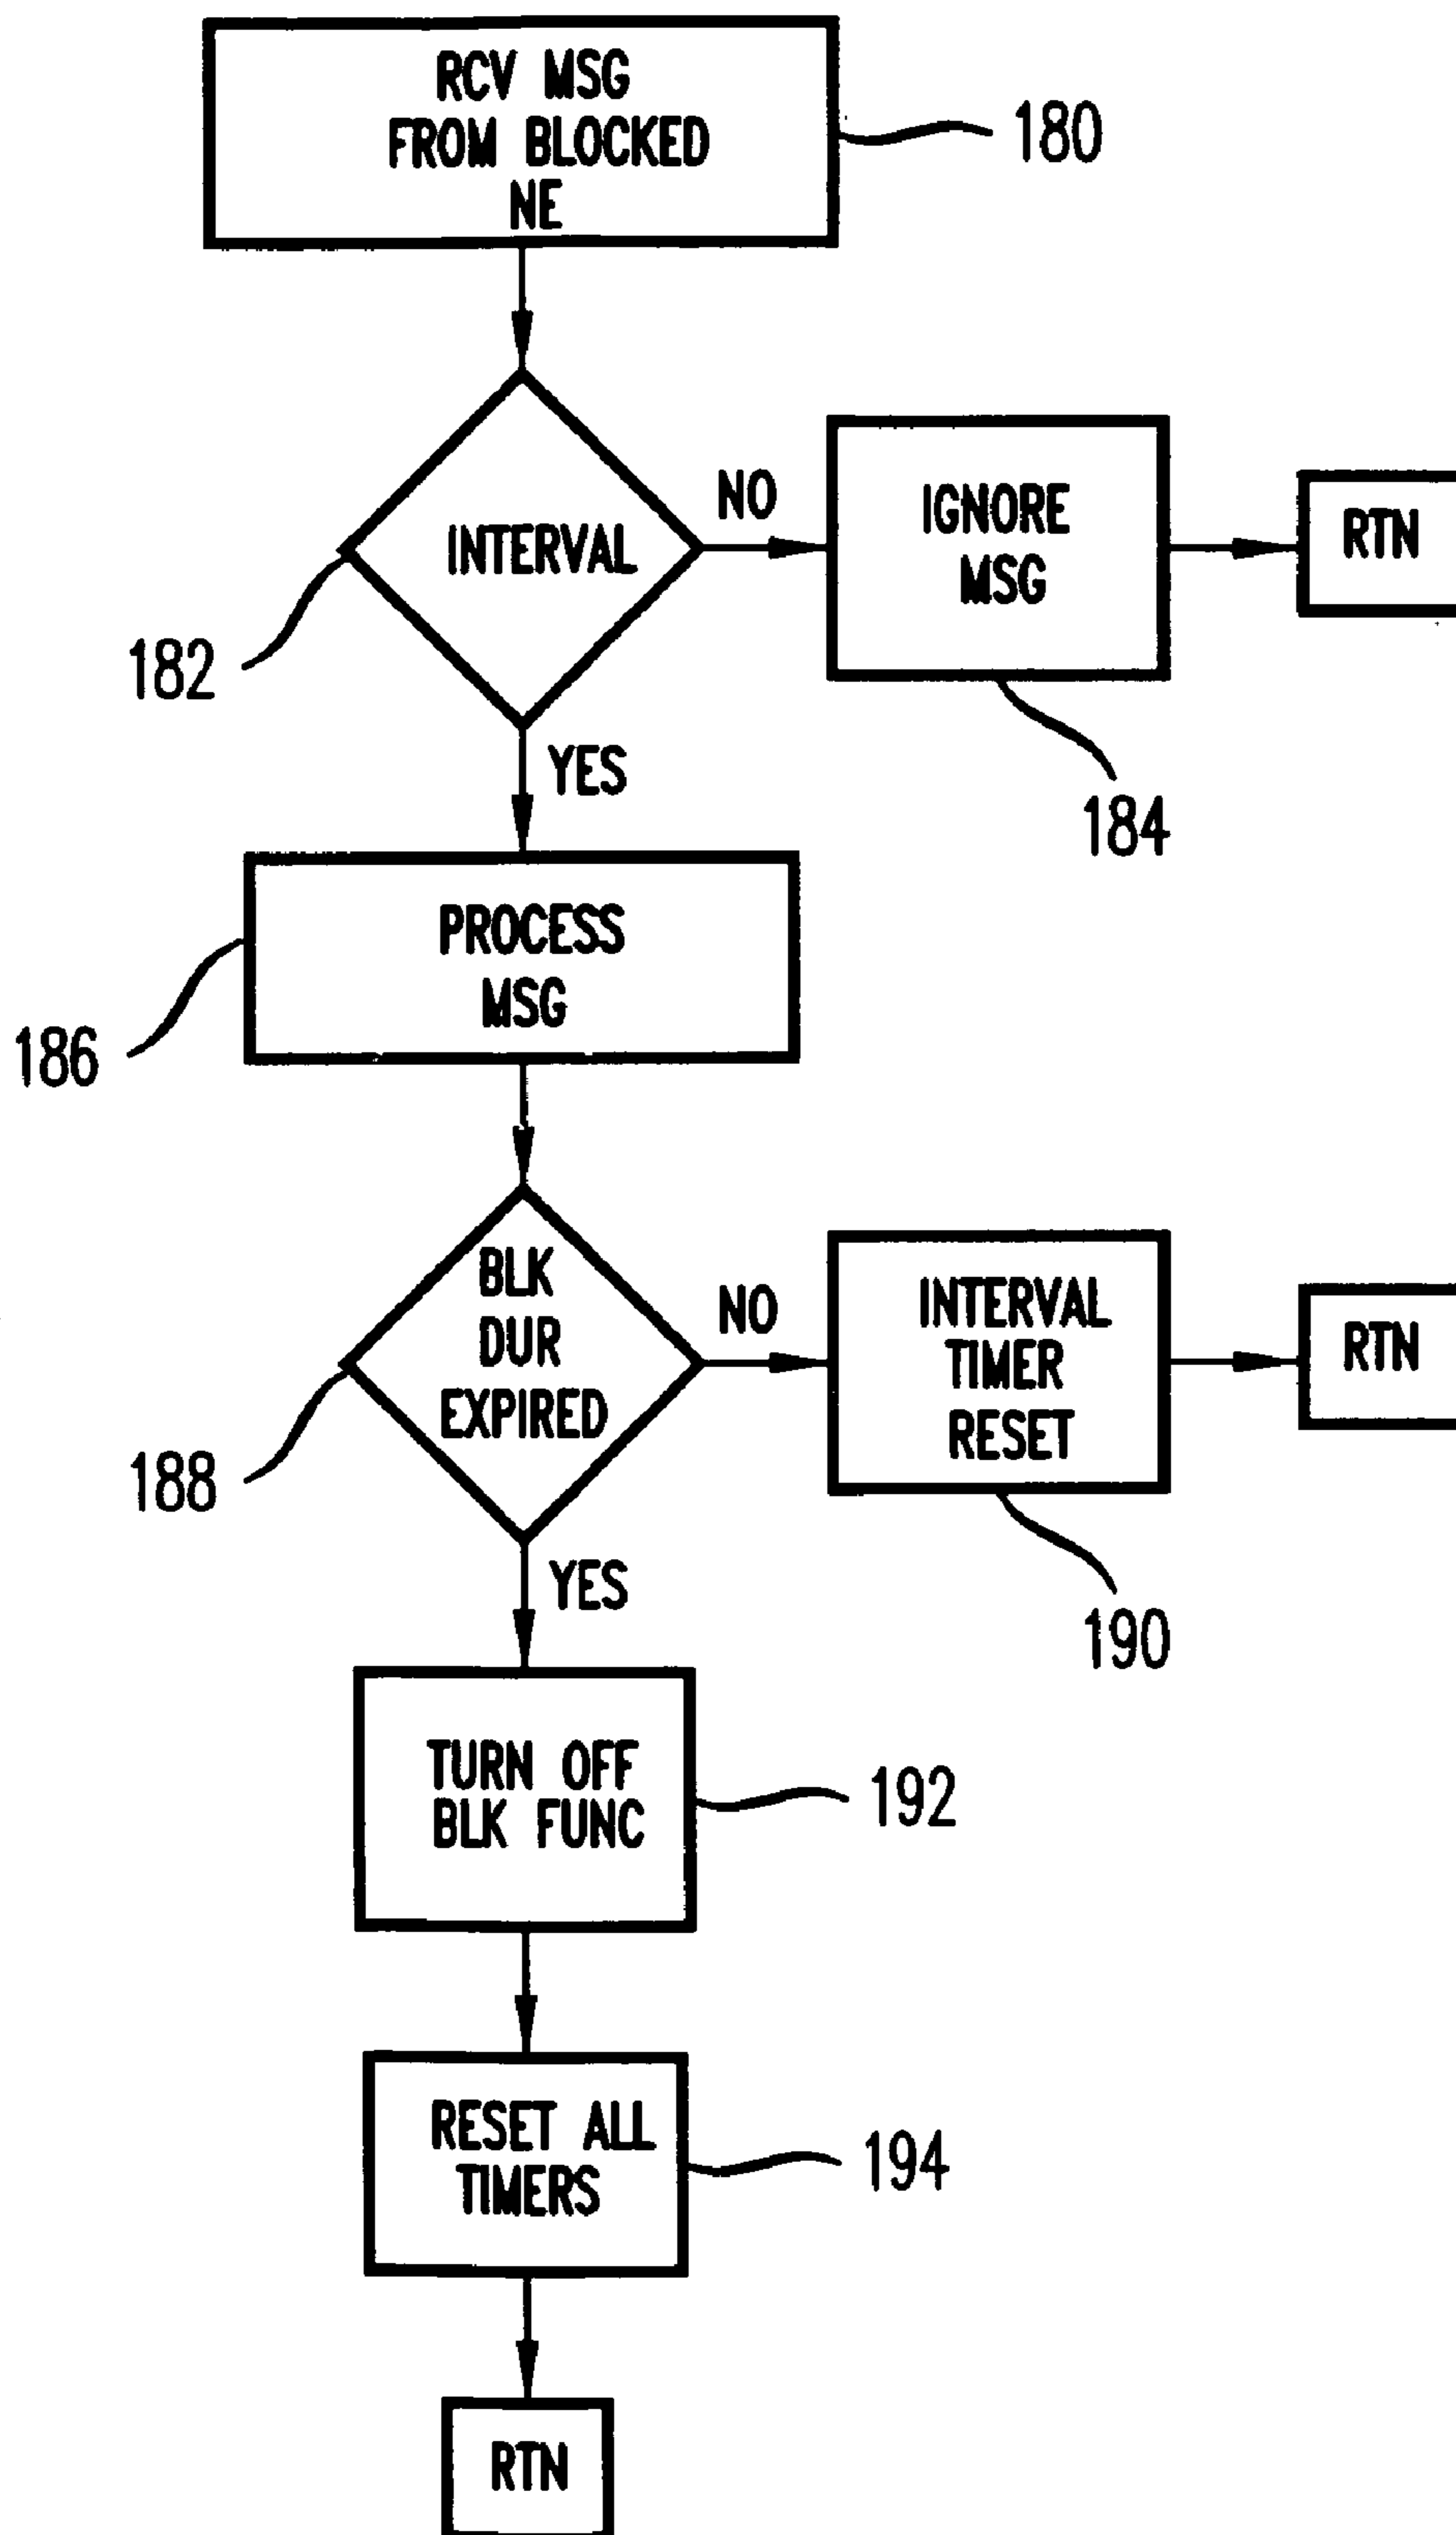 RCV MSG
FROM BLOCKED
NE
180
INTERVAL
NO
IGNORE
MSG
RTN
182
184
YES
PROCESS
MSG
186
BLK
DUR
EXPIRED
NO
INTERVAL
TIMER
RESET
RTN
188
190
YES
TURN OFF
BLK FUNC
192
RESET ALL
TIMERS
194
RTN